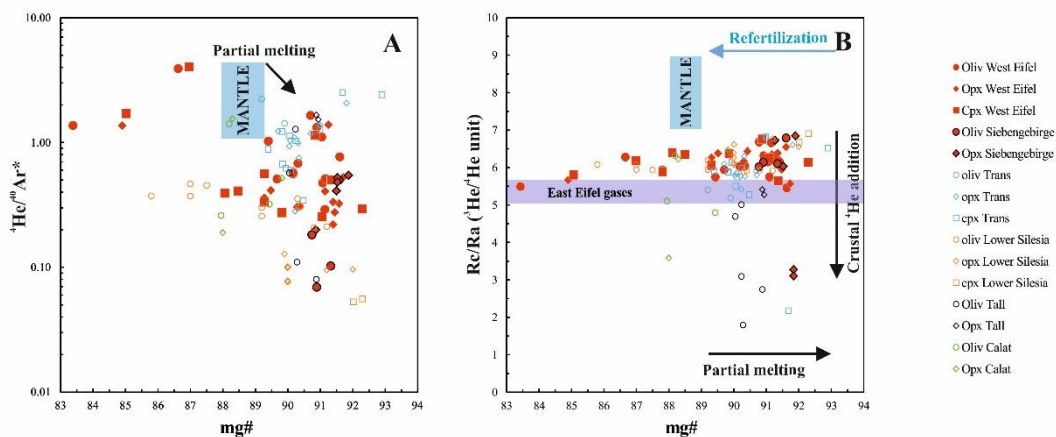 10.00
1.00
0.10
0.01
⁴He/⁴⁰Ar*
A
Partial melting
MANTLE
83 84 85 86 87 88 89 90 91 92 93 94
mg#
10
9
8
7
6
5
4
3
2
1
0
Rc/Ra (³He/⁴He unit)
Refertilization
B
MANTLE
East Eifel gases
Crustal ⁴He addition
Partial melting
83 84 85 86 87 88 89 90 91 92 93 94
mg#
Oliv West Eifel
Opx West Eifel
Cpx West Eifel
Oliv Siebengebirge
Opx Siebengebirge
oliv Trans
opx Trans
cpx Trans
oliv Lower Silesia
opx Lower Silesia
cpx Lower Silesia
Oliv Tall
Opx Tall
Oliv Calat
Opx Calat